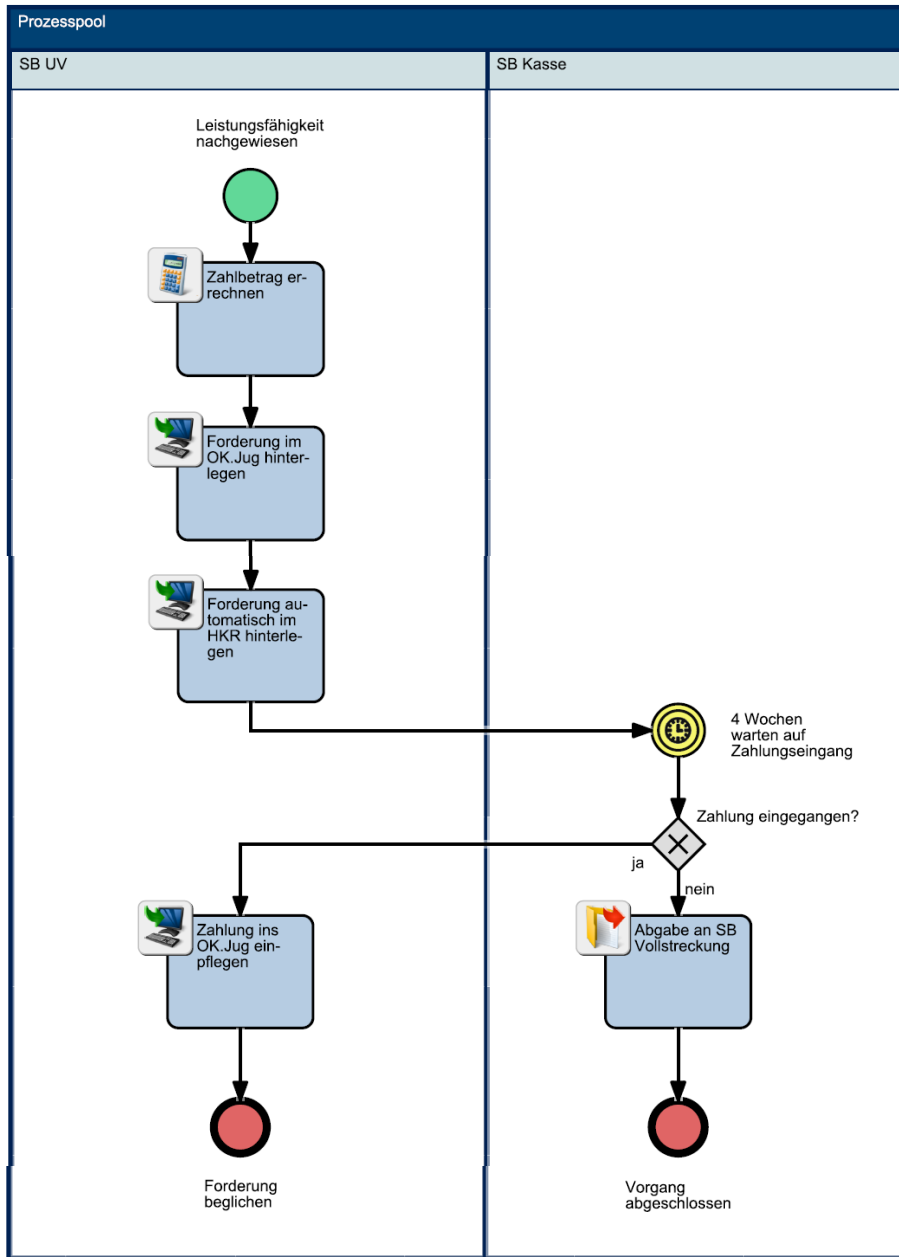 Prozesspool
SB UV
SB Kasse
Leistungsfähigkeit
nachgewiesen
Zahlbetrag er-
rechnen
Forderung im
OK.Jug hinter-
legen
Forderung au-
tomatisch im
HKR hinterle-
gen
4 Wochen
warten auf
Zahlungseingang
Zahlung eingegangen?
ja
nein
Zahlung ins
OK.Jug ein-
pflegen
Abgabe an SB
Vollstreckung
Forderung
beglichen
Vorgang
abgeschlossen